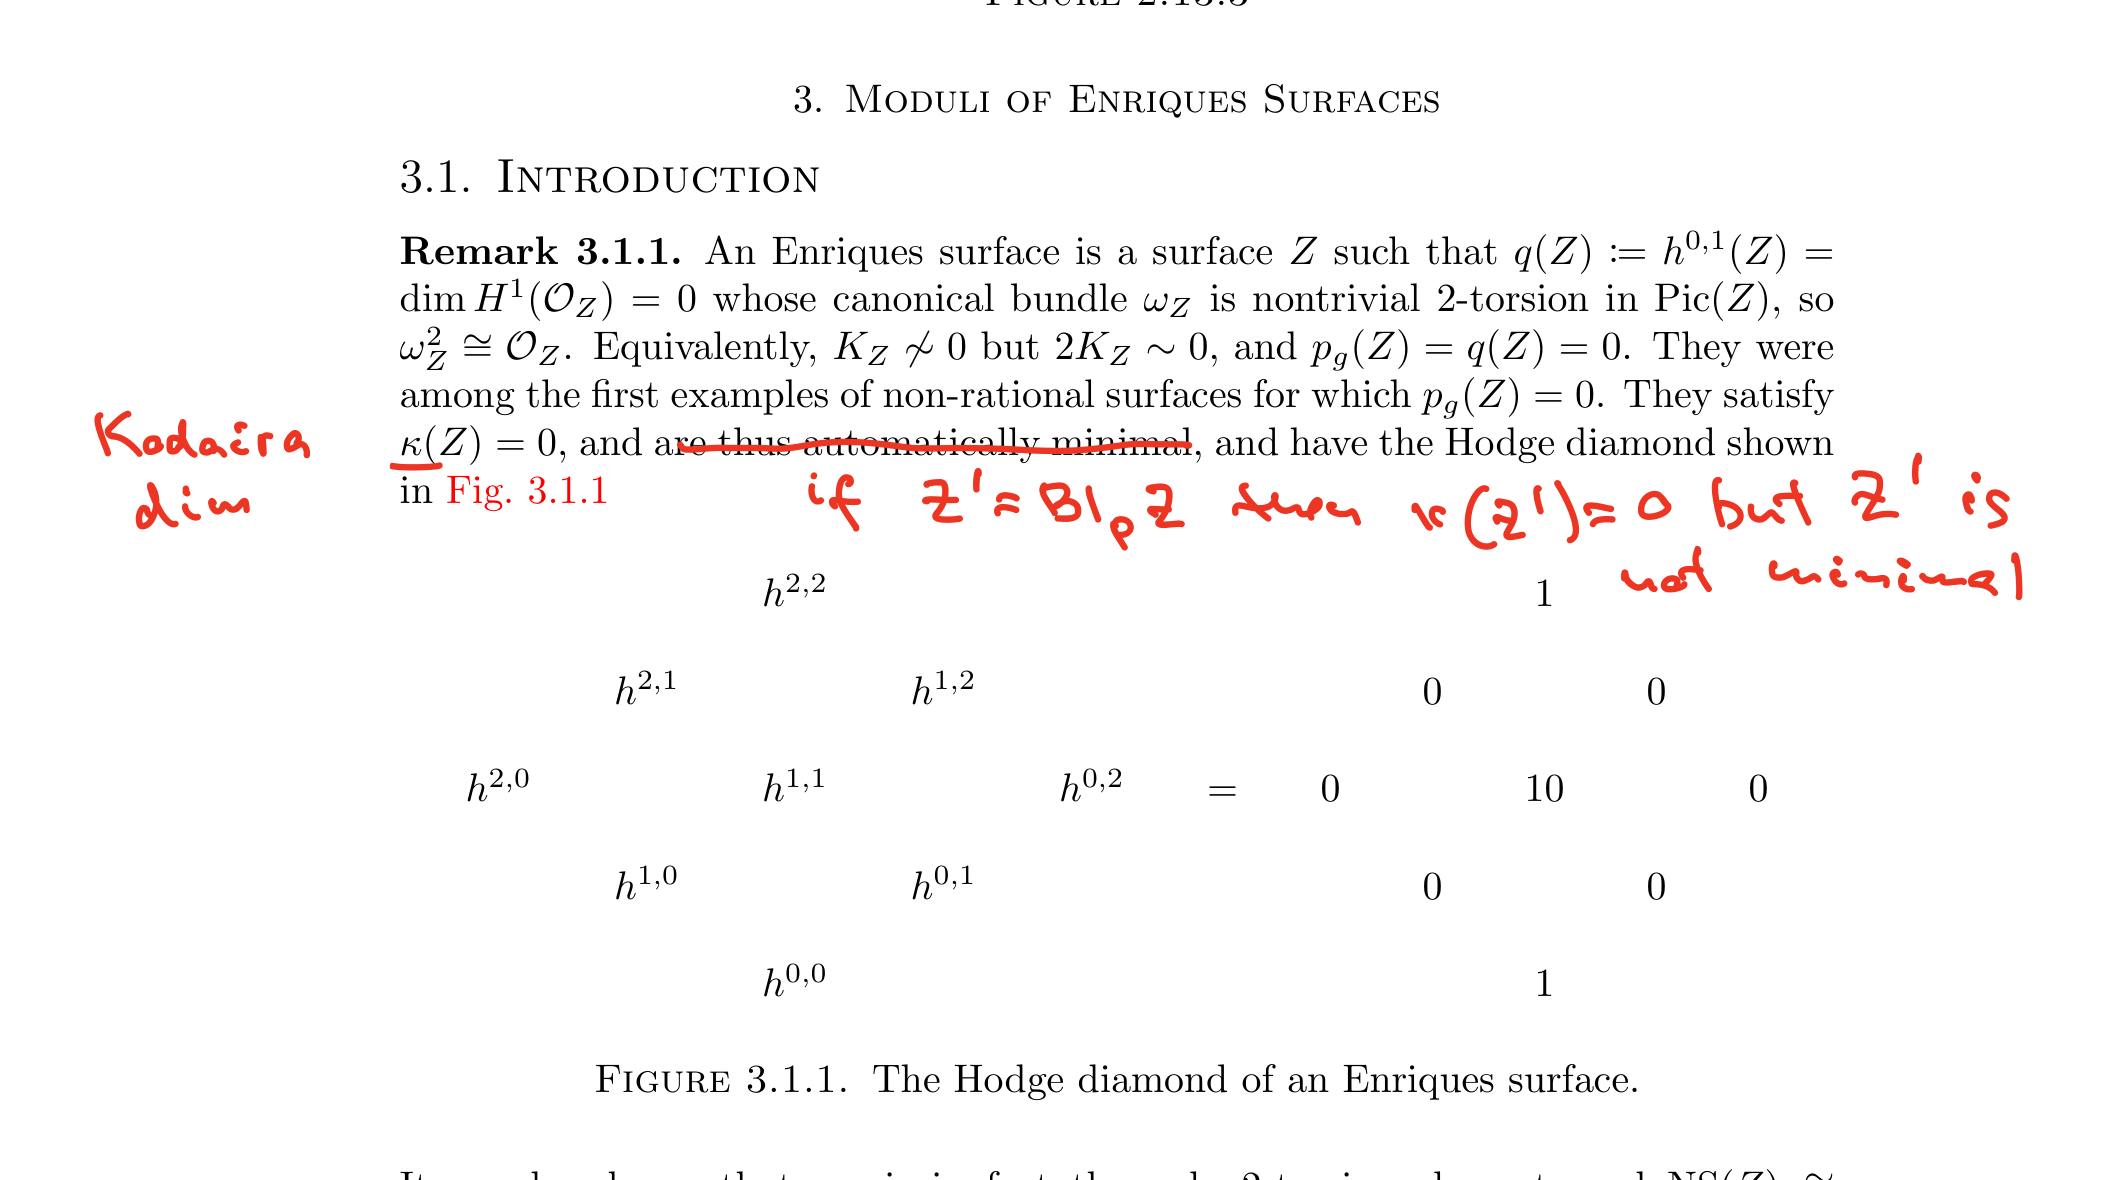 FIGURE 2.13.3
3. MODULI OF ENRIQUES SURFACES
3.1. INTRODUCTION
Remark 3.1.1. An Enriques surface is a surface Z such that q(Z) := h^{0,1}(Z) =
dim H^1(𝒪_Z) = 0 whose canonical bundle ω_Z is nontrivial 2-torsion in Pic(Z), so
ω_Z^2 ≅ 𝒪_Z. Equivalently, K_Z ≁ 0 but 2K_Z ∼ 0, and p_g(Z) = q(Z) = 0. They were
among the first examples of non-rational surfaces for which p_g(Z) = 0. They satisfy
Kodaira
κ(Z) = 0, and are thus automatically minimal, and have the Hodge diamond shown
dim
in Fig. 3.1.1
if Z' = Bl_p Z then κ(Z') = 0 but Z' is
not minimal
h^{2,2} 1
h^{2,1} h^{1,2} 0 0
h^{2,0} h^{1,1} h^{0,2} = 0 10 0
h^{1,0} h^{0,1} 0 0
h^{0,0} 1
FIGURE 3.1.1. The Hodge diamond of an Enriques surface.